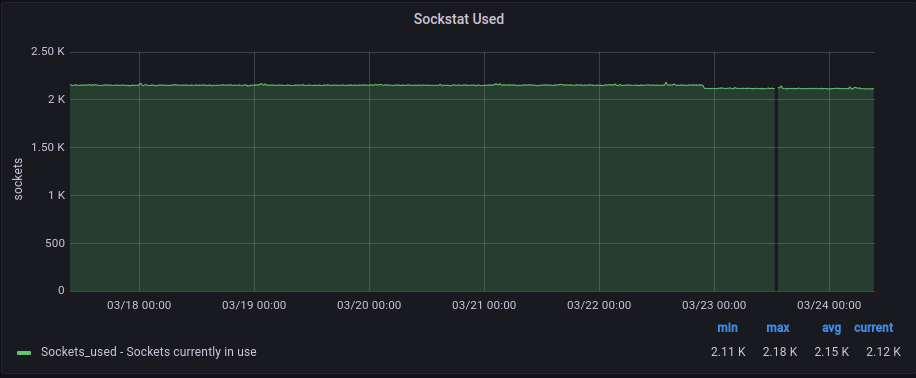 Sockstat Used
2.50 K
2 K
1.50 K
1 K
500
0
sockets
03/18 00:00 03/19 00:00 03/20 00:00 03/21 00:00 03/22 00:00 03/23 00:00 03/24 00:00
min max avg current
Sockets_used - Sockets currently in use 2.11 K 2.18 K 2.15 K 2.12 K